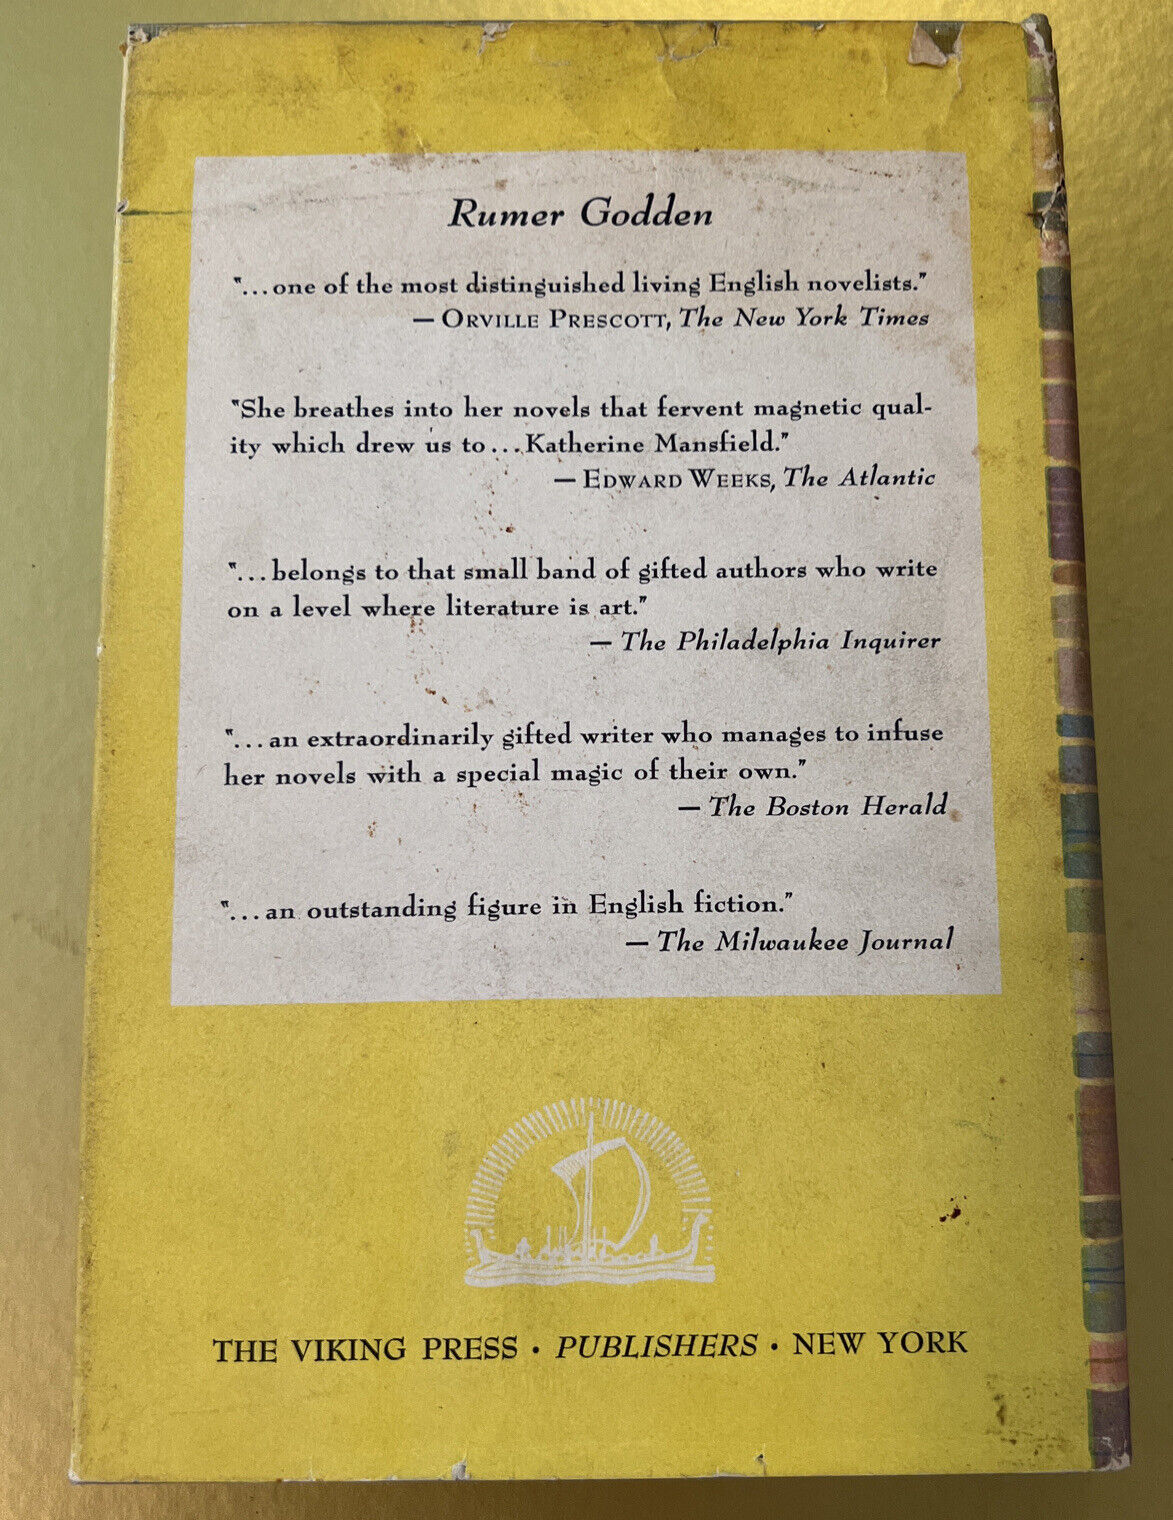 Rumer Godden
"...one of the most distinguished living English novelists."
— ORVILLE PRESCOTT, The New York Times
"She breathes into her novels that fervent magnetic qual-
ity which drew us to...Katherine Mansfield."
— EDWARD WEEKS, The Atlantic
"...belongs to that small band of gifted authors who write
on a level where literature is art."
— The Philadelphia Inquirer
"...an extraordinarily gifted writer who manages to infuse
her novels with a special magic of their own."
— The Boston Herald
"...an outstanding figure in English fiction."
— The Milwaukee Journal
THE VIKING PRESS · PUBLISHERS · NEW YORK